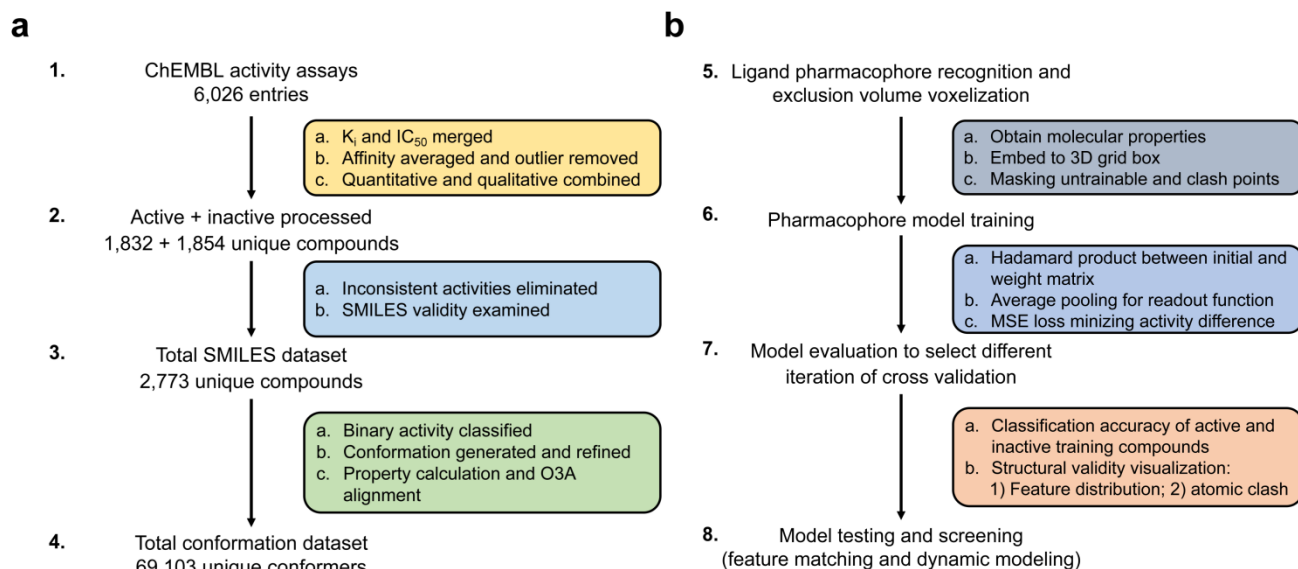 a
1. ChEMBL activity assays
6,026 entries
a. Ki and IC50 merged
b. Affinity averaged and outlier removed
c. Quantitative and qualitative combined
2. Active + inactive processed
1,832 + 1,854 unique compounds
a. Inconsistent activities eliminated
b. SMILES validity examined
3. Total SMILES dataset
2,773 unique compounds
a. Binary activity classified
b. Conformation generated and refined
c. Property calculation and O3A
alignment
4. Total conformation dataset
69,103 unique conformers
b
5. Ligand pharmacophore recognition and
exclusion volume voxelization
a. Obtain molecular properties
b. Embed to 3D grid box
c. Masking untrainable and clash points
6. Pharmacophore model training
a. Hadamard product between initial and
weight matrix
b. Average pooling for readout function
c. MSE loss minizing activity difference
7. Model evaluation to select different
iteration of cross validation
a. Classification accuracy of active and
inactive training compounds
b. Structural validity visualization:
1) Feature distribution; 2) atomic clash
8. Model testing and screening
(feature matching and dynamic modeling)